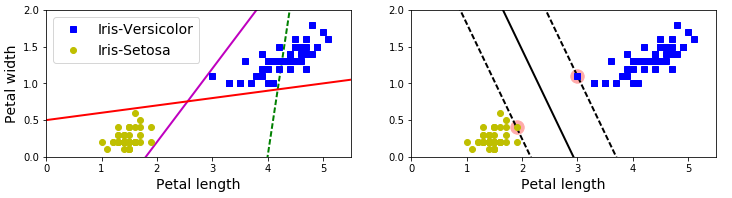 2.0
1.5
1.0
0.5
0.0
Petal width
Iris-Versicolor
Iris-Setosa
0 1 2 3 4 5
Petal length
2.0
1.5
1.0
0.5
0.0
0 1 2 3 4 5
Petal length